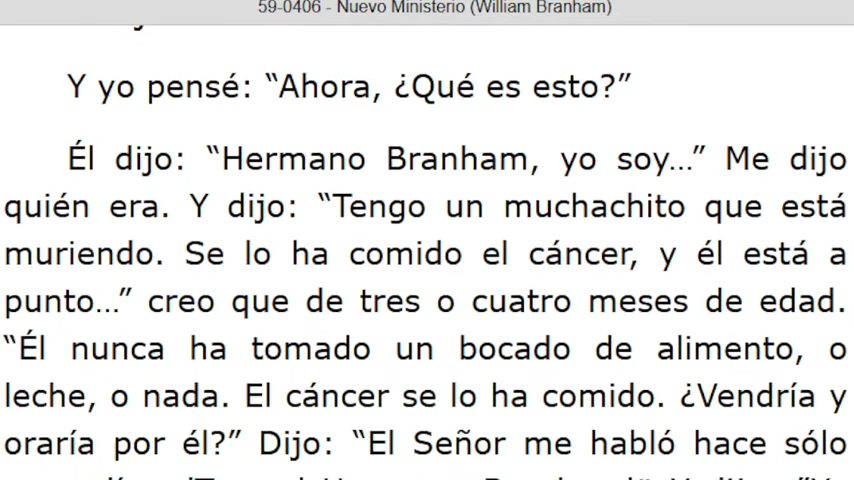 59-0406 - Nuevo Ministerio (William Branham)
Y yo pensé: “Ahora, ¿Qué es esto?”
Él dijo: “Hermano Branham, yo soy…” Me dijo
quién era. Y dijo: “Tengo un muchachito que está
muriendo. Se lo ha comido el cáncer, y él está a
punto…” creo que de tres o cuatro meses de edad.
“Él nunca ha tomado un bocado de alimento, o
leche, o nada. El cáncer se lo ha comido. ¿Vendría y
oraría por él?” Dijo: “El Señor me habló hace sólo